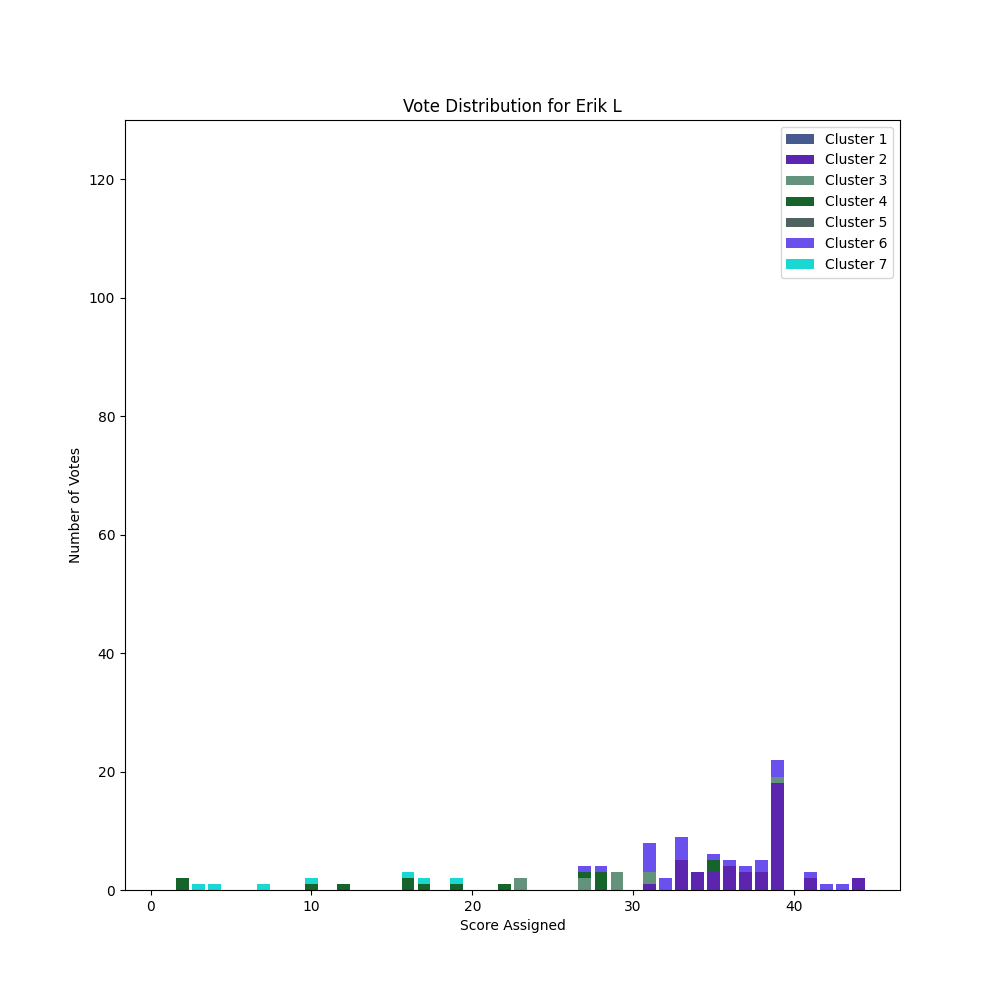 Vote Distribution for Erik L
Cluster 1
Cluster 2
Cluster 3
Cluster 4
Cluster 5
Cluster 6
Cluster 7
120
100
80
60
40
20
0
Number of Votes
0 10 20 30 40
Score Assigned